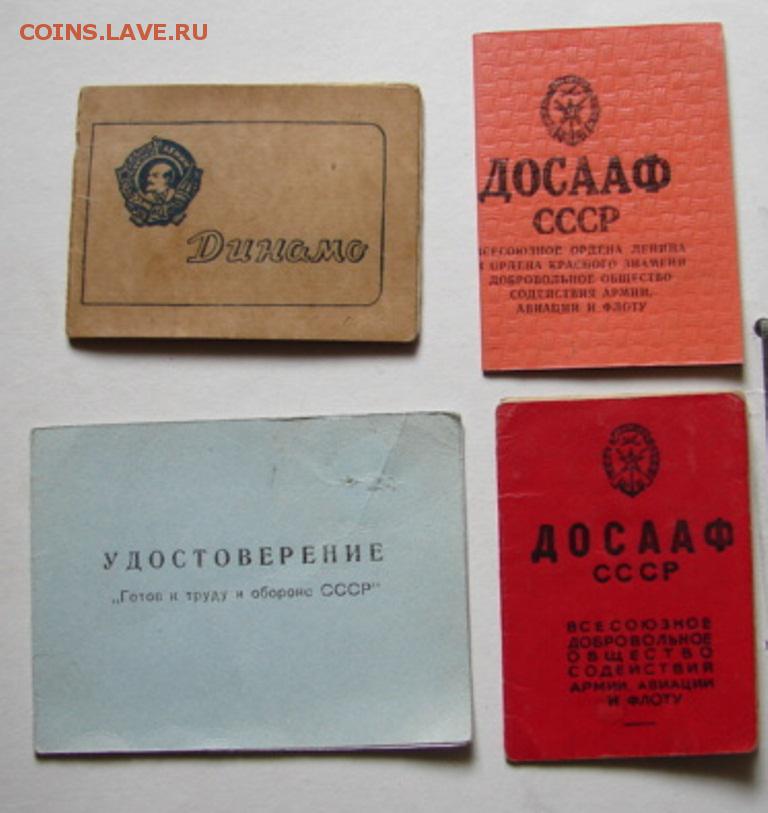 COINS.LAVE.RU
Динамо
ДОСААФ
СССР
ВСЕСОЮЗНОЕ ОРДЕНА ЛЕНИНА
И ОРДЕНА КРАСНОГО ЗНАМЕНИ
ДОБРОВОЛЬНОЕ ОБЩЕСТВО
СОДЕЙСТВИЯ АРМИИ,
АВИАЦИИ И ФЛОТУ
УДОСТОВЕРЕНИЕ
„Готов к труду и обороне СССР"
ДОСААФ
СССР
ВСЕСОЮЗНОЕ
ДОБРОВОЛЬНОЕ
ОБЩЕСТВО
СОДЕЙСТВИЯ
АРМИИ, АВИАЦИИ
И ФЛОТУ